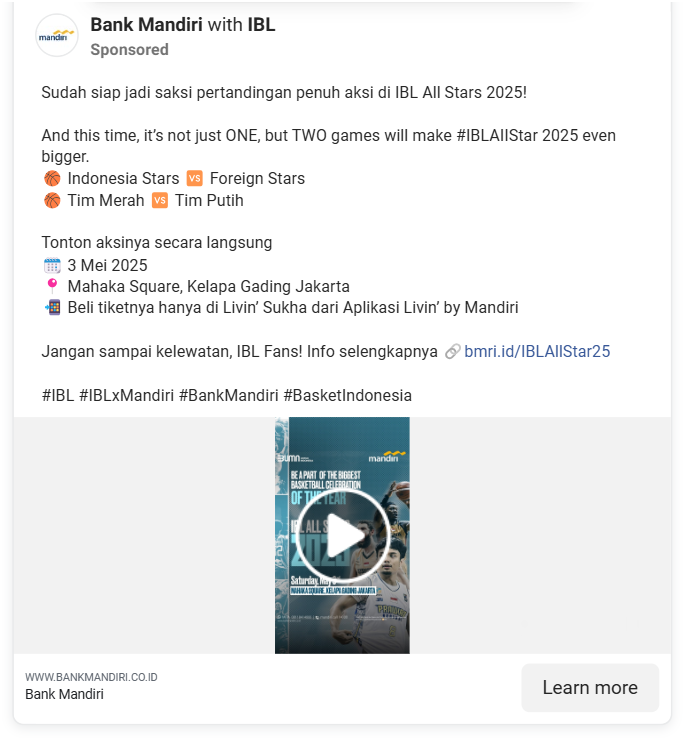 mandiri
Bank Mandiri with IBL
Sponsored
Sudah siap jadi saksi pertandingan penuh aksi di IBL All Stars 2025!
And this time, it's not just ONE, but TWO games will make #IBLAllStar 2025 even
bigger.
🏀 Indonesia Stars 🆚 Foreign Stars
🏀 Tim Merah 🆚 Tim Putih
Tonton aksinya secara langsung
🗓️ 3 Mei 2025
📍 Mahaka Square, Kelapa Gading Jakarta
📲 Beli tiketnya hanya di Livin' Sukha dari Aplikasi Livin' by Mandiri
Jangan sampai kelewatan, IBL Fans! Info selengkapnya 🔗 bmri.id/IBLAllStar25
#IBL #IBLxMandiri #BankMandiri #BasketIndonesia
mandiri
BE A PART OF THE BIGGEST
BASKETBALL CELEBRATION
OF THE YEAR
IBL ALL
2025
Saturday, May
MAHAKA SQUARE, KELAPA GADING JAKARTA
WWW.BANKMANDIRI.CO.ID
Bank Mandiri
Learn more